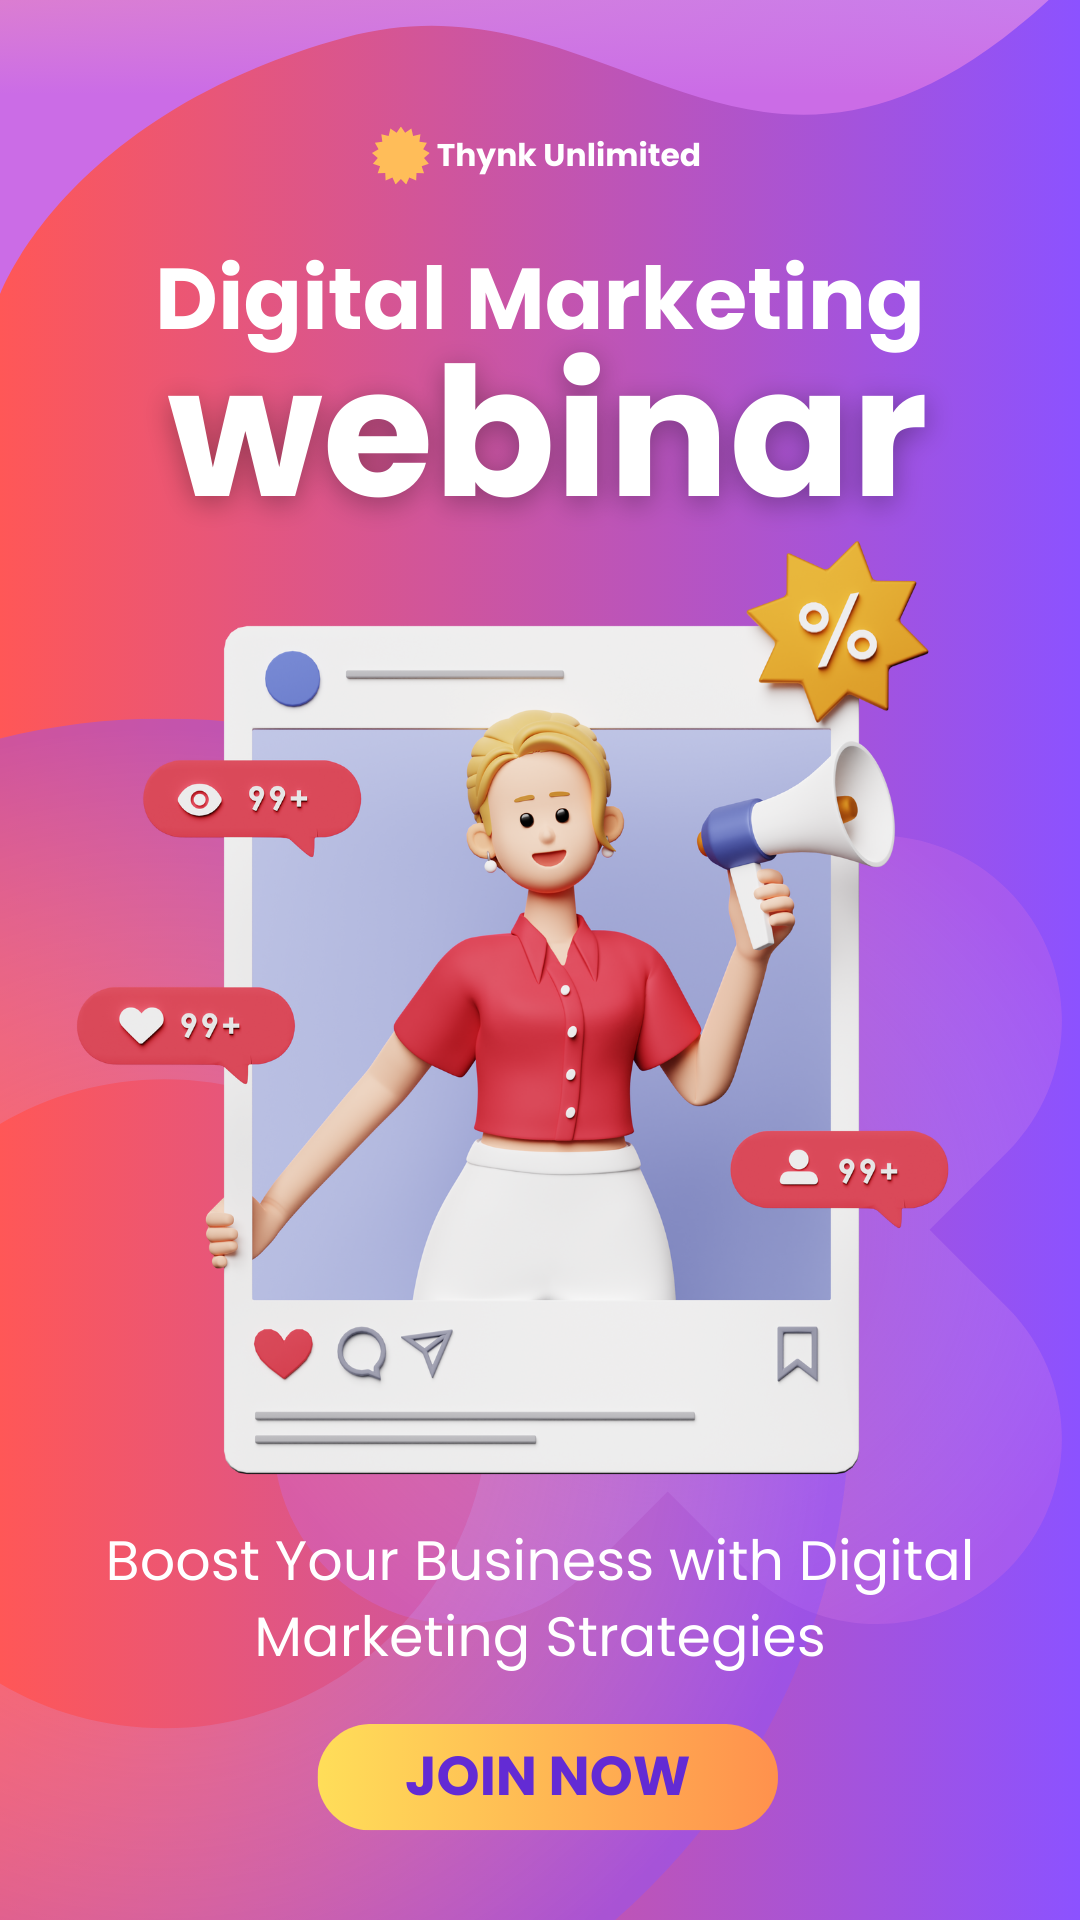 Thynk Unlimited
Digital Marketing
webinar
%
99+
99+
99+
Boost Your Business with Digital
Marketing Strategies
JOIN NOW